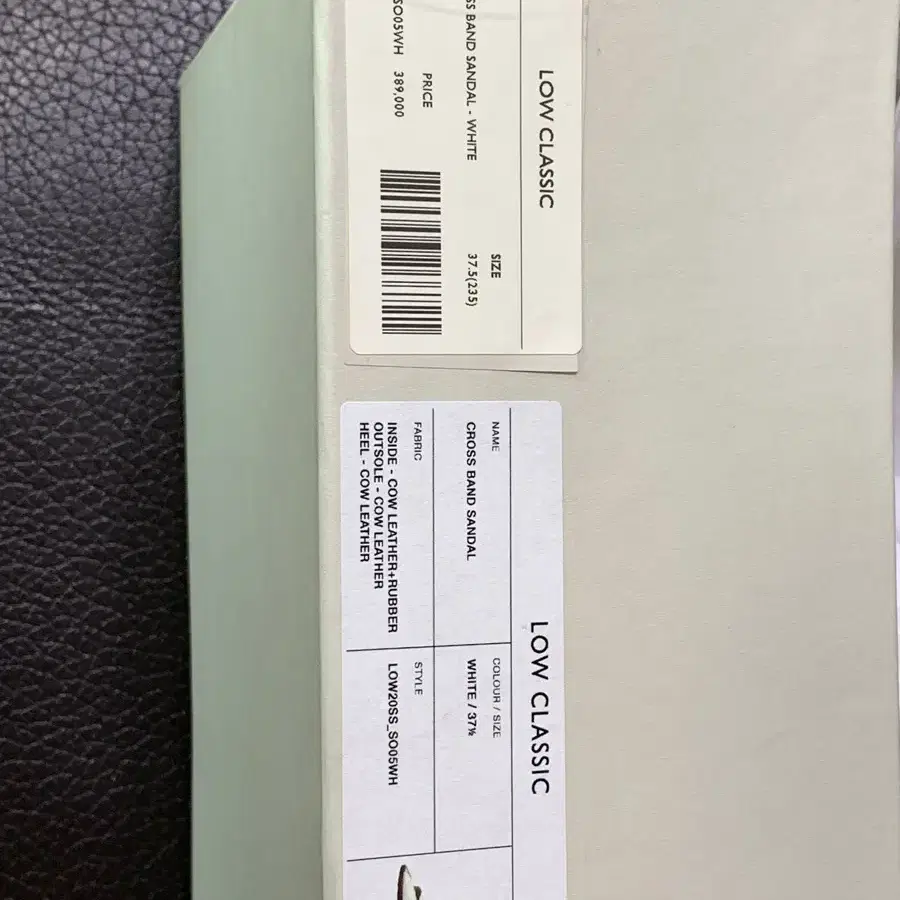 LOW CLASSIC
SIZE
BAND SANDAL - WHITE
37.5(235)
PRICE
SO05WH
389,000
LOW CLASSIC
NAME
CROSS BAND SANDAL
COLOUR / SIZE
WHITE / 37½
FABRIC
INSIDE - COW LEATHER+RUBBER
OUTSOLE - COW LEATHER
HEEL - COW LEATHER
STYLE
LOW20SS_SO05WH